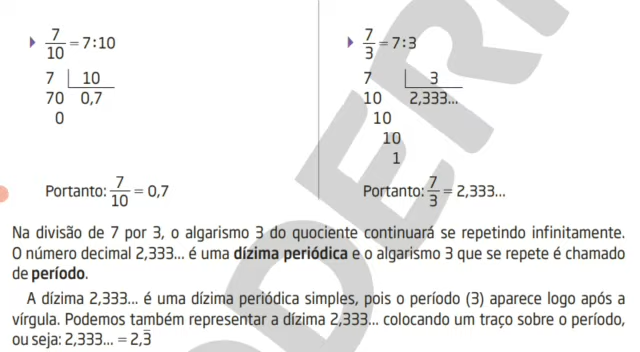 7/10 = 7:10
7 | 10
70 0,7
0
Portanto: 7/10 = 0,7
7/3 = 7:3
7 | 3
10 2,333...
10
10
1
Portanto: 7/3 = 2,333...
Na divisão de 7 por 3, o algarismo 3 do quociente continuará se repetindo infinitamente.
O número decimal 2,333... é uma dízima periódica e o algarismo 3 que se repete é chamado
de período.
A dízima 2,333... é uma dízima periódica simples, pois o período (3) aparece logo após a
vírgula. Podemos também representar a dízima 2,333... colocando um traço sobre o período,
ou seja: 2,333... = 2,3̅